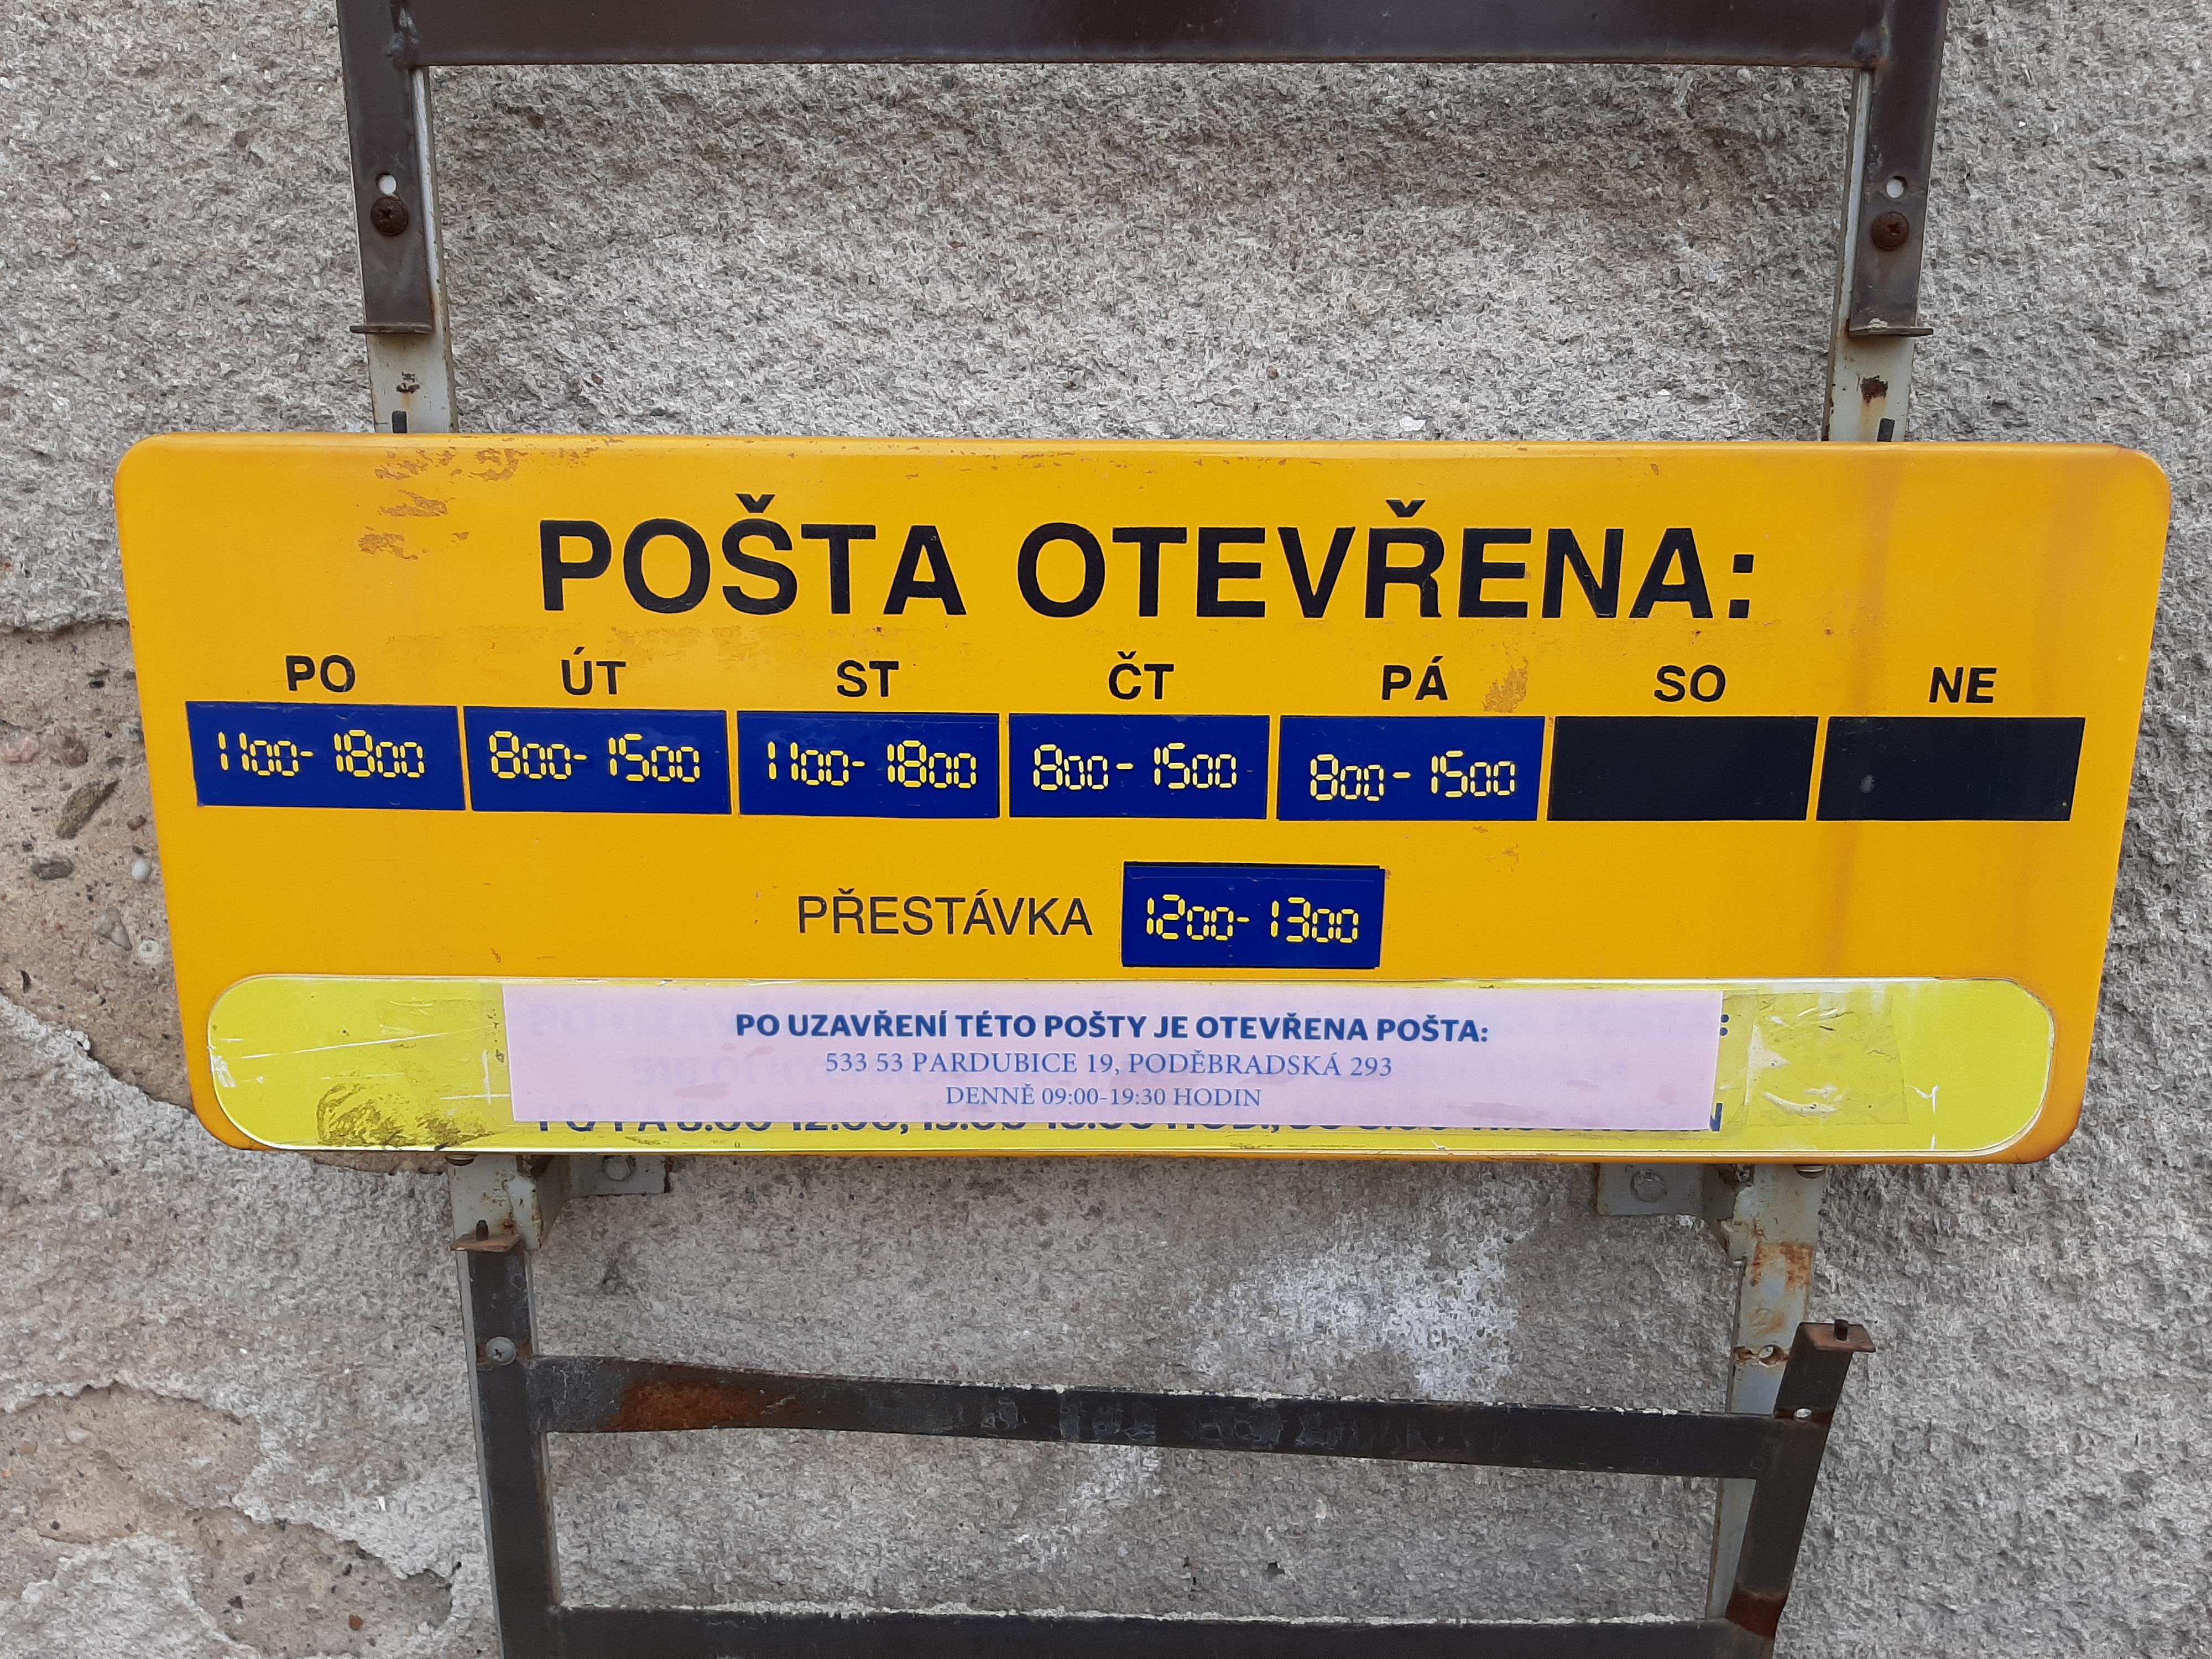 POŠTA OTEVŘENA:
PO ÚT ST ČT PÁ SO NE
1100-1800 800-1500 1100-1800 800-1500 800-1500
PŘESTÁVKA 1200-1300
PO UZAVŘENÍ TÉTO POŠTY JE OTEVŘENA POŠTA:
533 53 PARDUBICE 19, PODĚBRADSKÁ 293
DENNĚ 09:00-19:30 HODIN